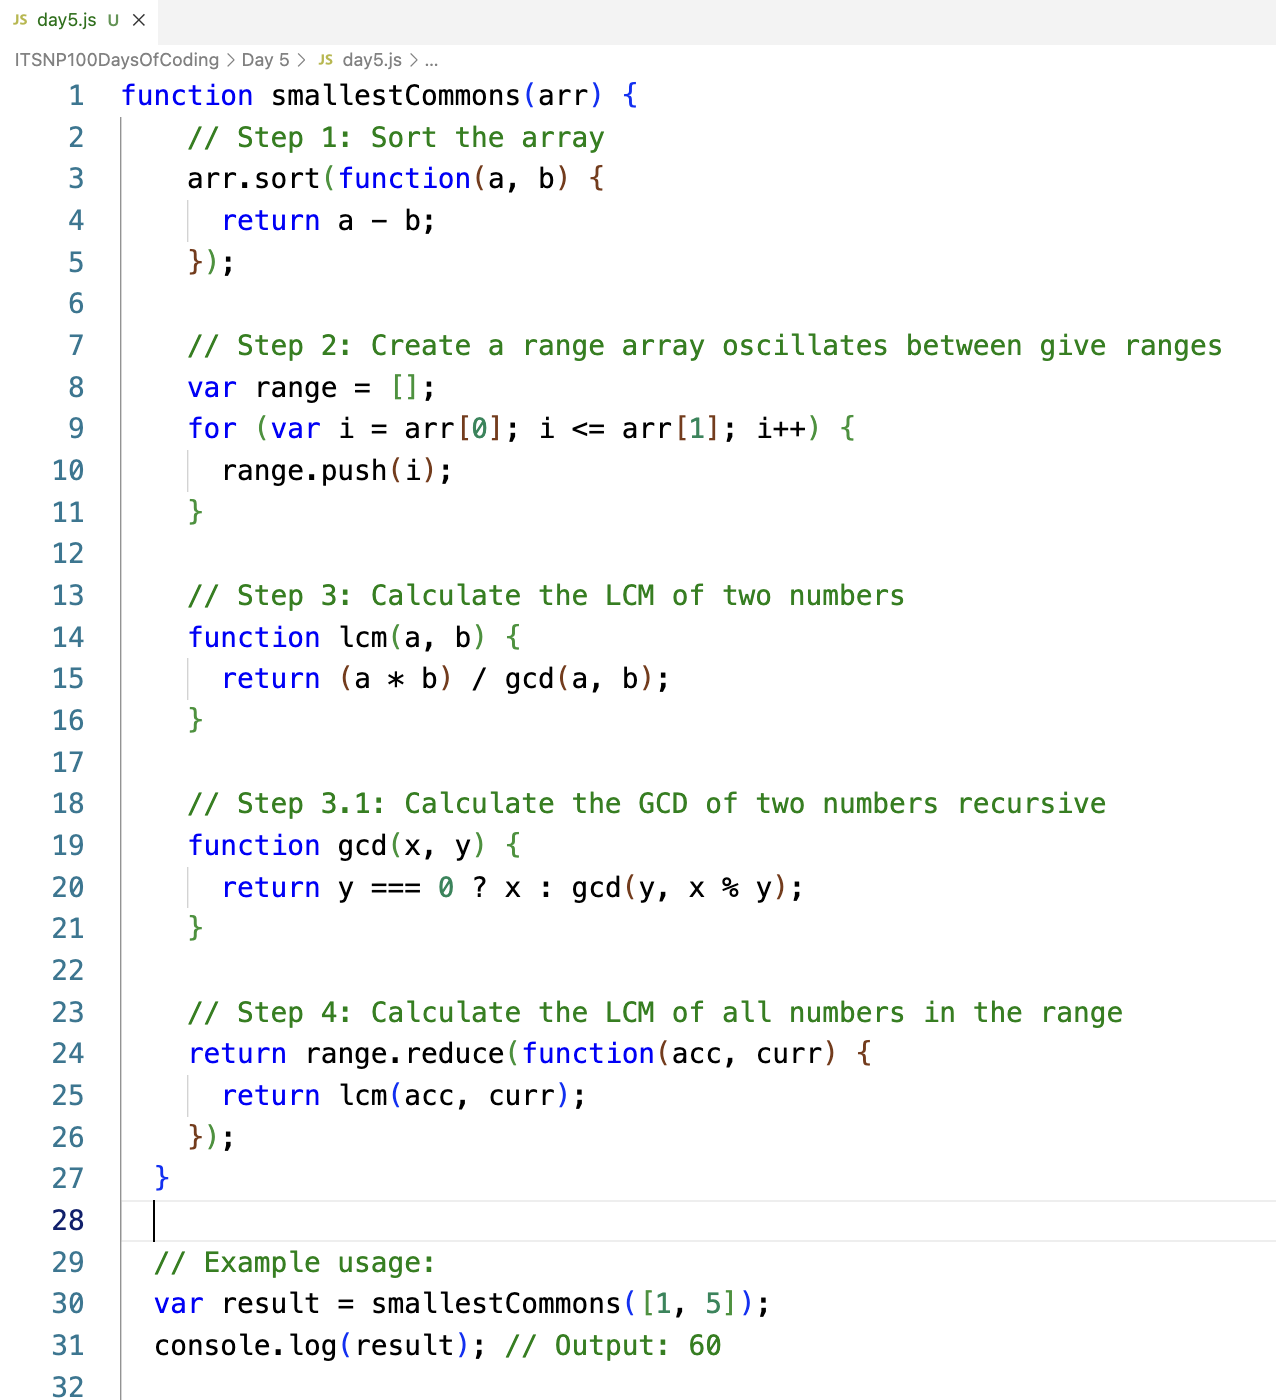 JS day5.js U ×
ITSNP100DaysOfCoding > Day 5 > JS day5.js > ...
1 function smallestCommons(arr) {
2     // Step 1: Sort the array
3     arr.sort(function(a, b) {
4       return a - b;
5     });
6
7     // Step 2: Create a range array oscillates between give ranges
8     var range = [];
9     for (var i = arr[0]; i <= arr[1]; i++) {
10       range.push(i);
11     }
12
13     // Step 3: Calculate the LCM of two numbers
14     function lcm(a, b) {
15       return (a * b) / gcd(a, b);
16     }
17
18     // Step 3.1: Calculate the GCD of two numbers recursive
19     function gcd(x, y) {
20       return y === 0 ? x : gcd(y, x % y);
21     }
22
23     // Step 4: Calculate the LCM of all numbers in the range
24     return range.reduce(function(acc, curr) {
25       return lcm(acc, curr);
26     });
27   }
28
29   // Example usage:
30   var result = smallestCommons([1, 5]);
31   console.log(result); // Output: 60
32